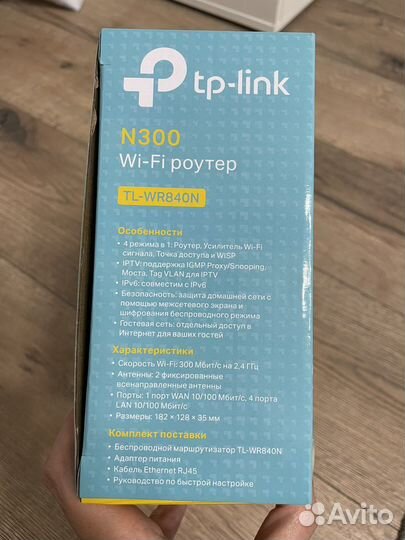 tp-link
N300
Wi-Fi роутер
TL-WR840N
Особенности
• 4 режима в 1: Роутер, Усилитель Wi-Fi
сигнала, Точка доступа и WISP
• IPTV: поддержка IGMP Proxy/Snooping,
Моста, Tag VLAN для IPTV
• IPv6: совместим с IPv6
• Безопасность: защита домашней сети с
помощью межсетевого экрана и
шифрования беспроводного режима
• Гостевая сеть: отдельный доступ в
Интернет для ваших гостей
Характеристики
• Скорость Wi-Fi: 300 Мбит/с на 2,4 ГГц
• Антенны: 2 фиксированные
всенаправленные антенны
• Порты: 1 порт WAN 10/100 Мбит/с, 4 порта
LAN 10/100 Мбит/с
• Размеры: 182 × 128 × 35 мм
Комплект поставки
• Беспроводной маршрутизатор TL-WR840N
• Адаптер питания
• Кабель Ethernet RJ45
• Руководство по быстрой настройке
Avito